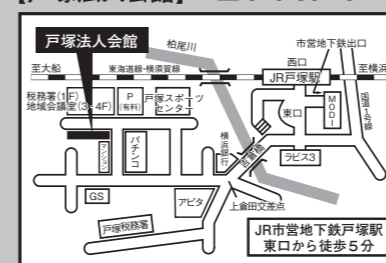 戸塚法人会館
柏尾川
市営地下鉄出口
至大船
東海道線・横須賀線
西口
至横浜
JR戸塚駅
税務署(1F)
地域会議室(3・4F)
P
(有料)
戸塚スポーツ
センター
東口
MODI
国道1号線
マンション
パチンコ
横浜銀行
吉倉橋
ラピス3
GS
アピタ
上倉田交差点
戸塚税務署
JR市営地下鉄戸塚駅
東口から徒歩5分